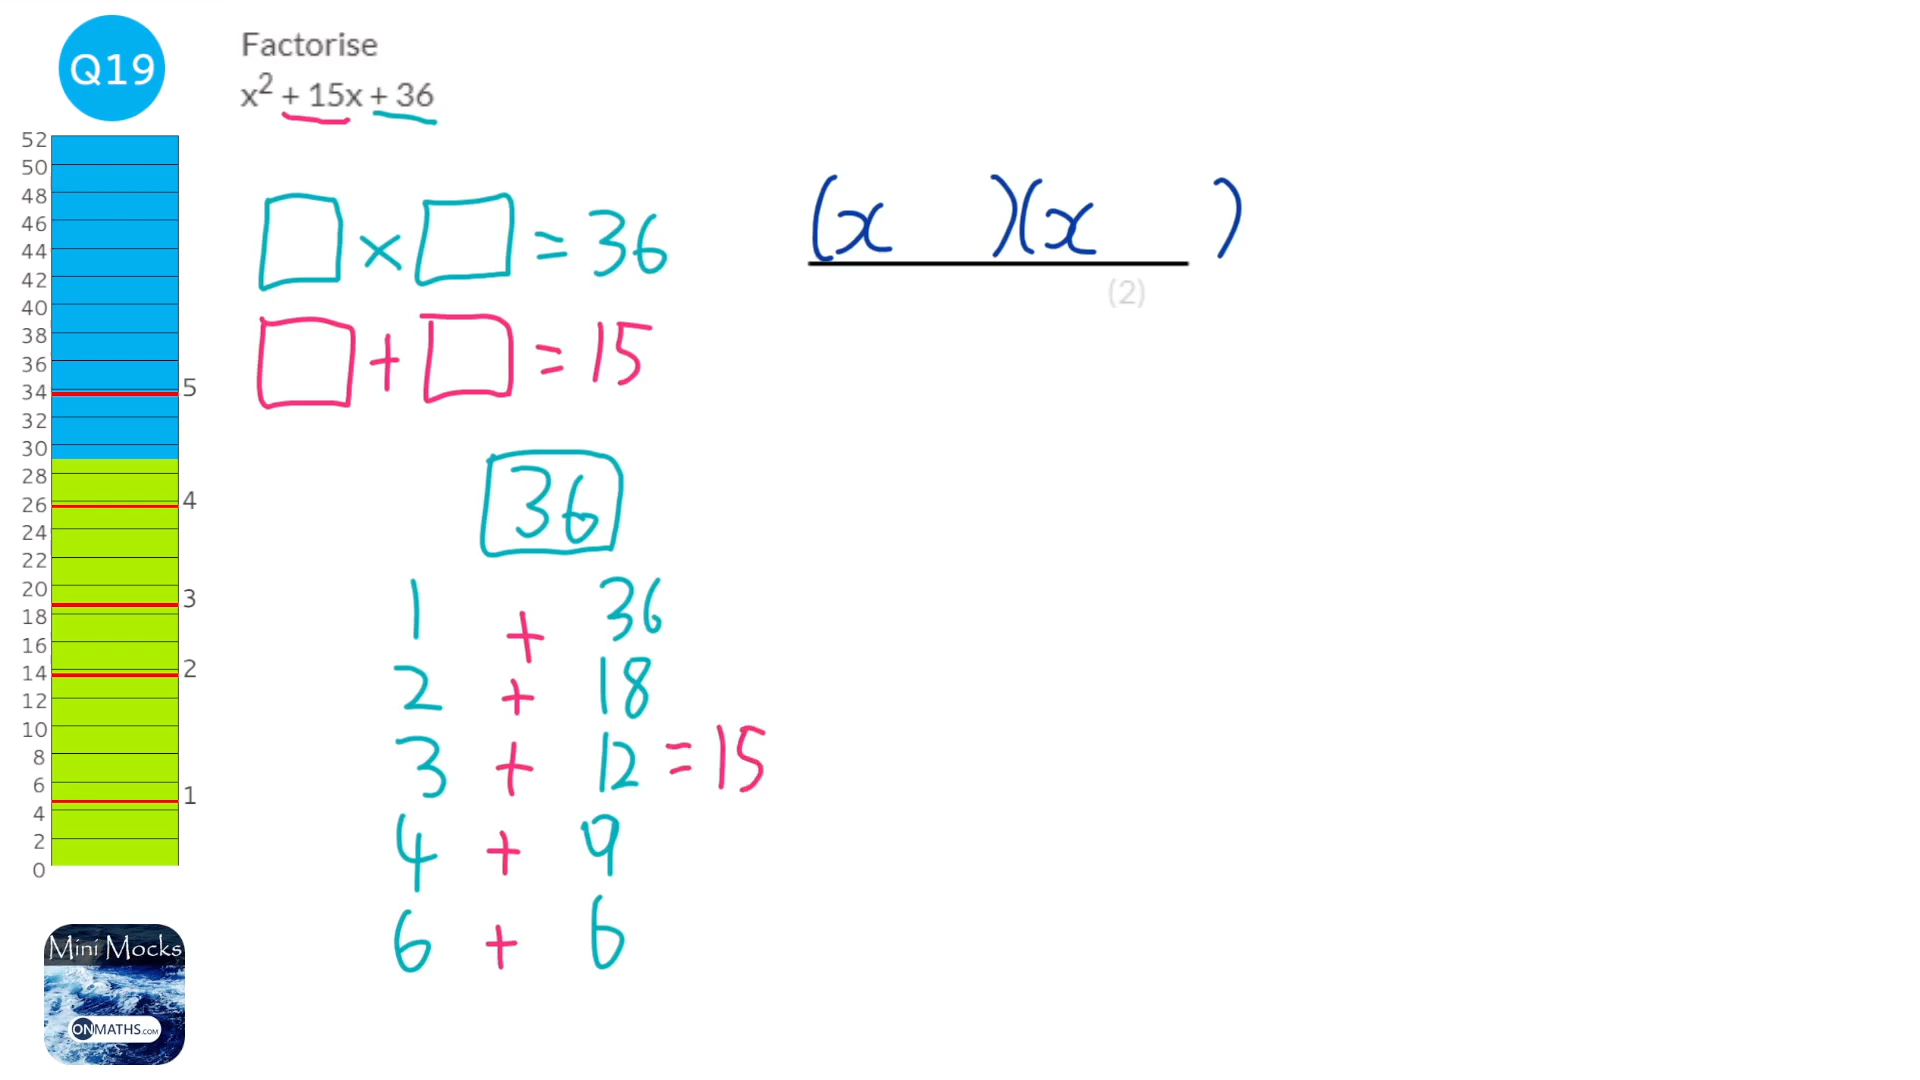 Q19
Factorise
x² + 15x + 36
52
50
48
46
44
42
40
38
36
34 5
32
30
28
26 4
24
22
20
18 3
16
14 2
12
10
8
6
4 1
2
0
□ × □ = 36
□ + □ = 15
(x )(x )
(2)
36
1 + 36
2 + 18
3 + 12 = 15
4 + 9
6 + 6
Mini Mocks
ONMATHS.COM